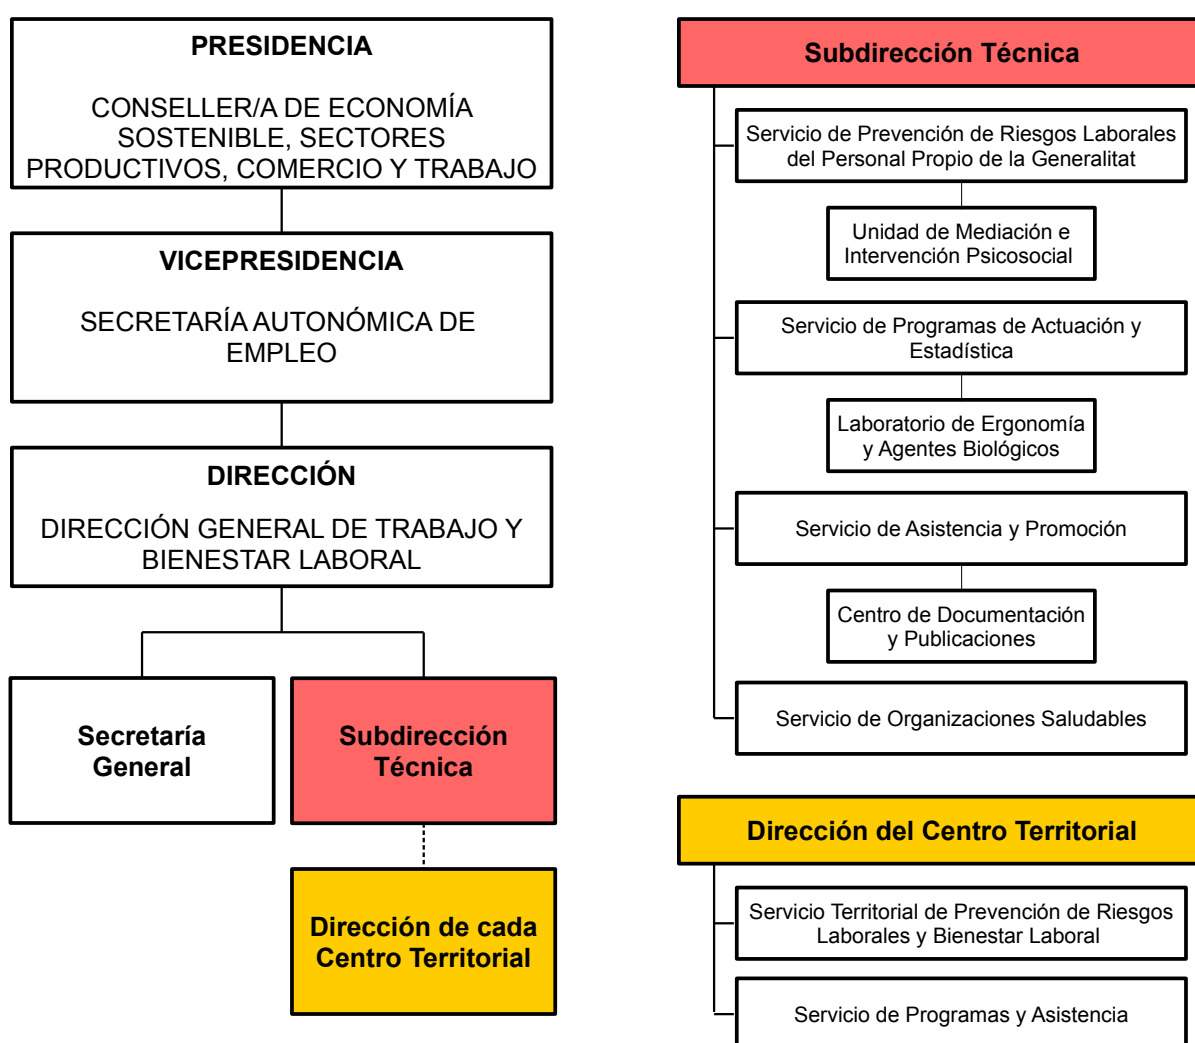 PRESIDENCIA
CONSELLER/A DE ECONOMÍA
SOSTENIBLE, SECTORES
PRODUCTIVOS, COMERCIO Y TRABAJO
VICEPRESIDENCIA
SECRETARÍA AUTONÓMICA DE
EMPLEO
DIRECCIÓN
DIRECCIÓN GENERAL DE TRABAJO Y
BIENESTAR LABORAL
Secretaría
General
Subdirección
Técnica
Dirección de cada
Centro Territorial
Subdirección Técnica
Servicio de Prevención de Riesgos Laborales
del Personal Propio de la Generalitat
Unidad de Mediación e
Intervención Psicosocial
Servicio de Programas de Actuación y
Estadística
Laboratorio de Ergonomía
y Agentes Biológicos
Servicio de Asistencia y Promoción
Centro de Documentación
y Publicaciones
Servicio de Organizaciones Saludables
Dirección del Centro Territorial
Servicio Territorial de Prevención de Riesgos
Laborales y Bienestar Laboral
Servicio de Programas y Asistencia